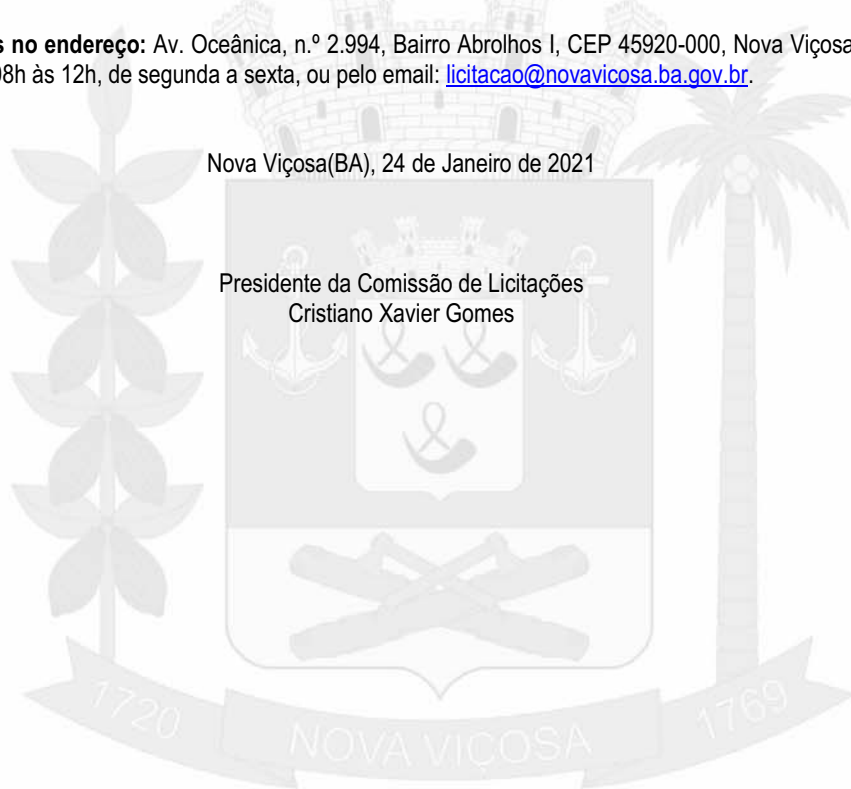 s no endereço: Av. Oceânica, n.º 2.994, Bairro Abrolhos I, CEP 45920-000, Nova Viçosa
08h às 12h, de segunda a sexta, ou pelo email: licitacao@novavicosa.ba.gov.br.
Nova Viçosa(BA), 24 de Janeiro de 2021
Presidente da Comissão de Licitações
Cristiano Xavier Gomes
1720 NOVA VIÇOSA 1769